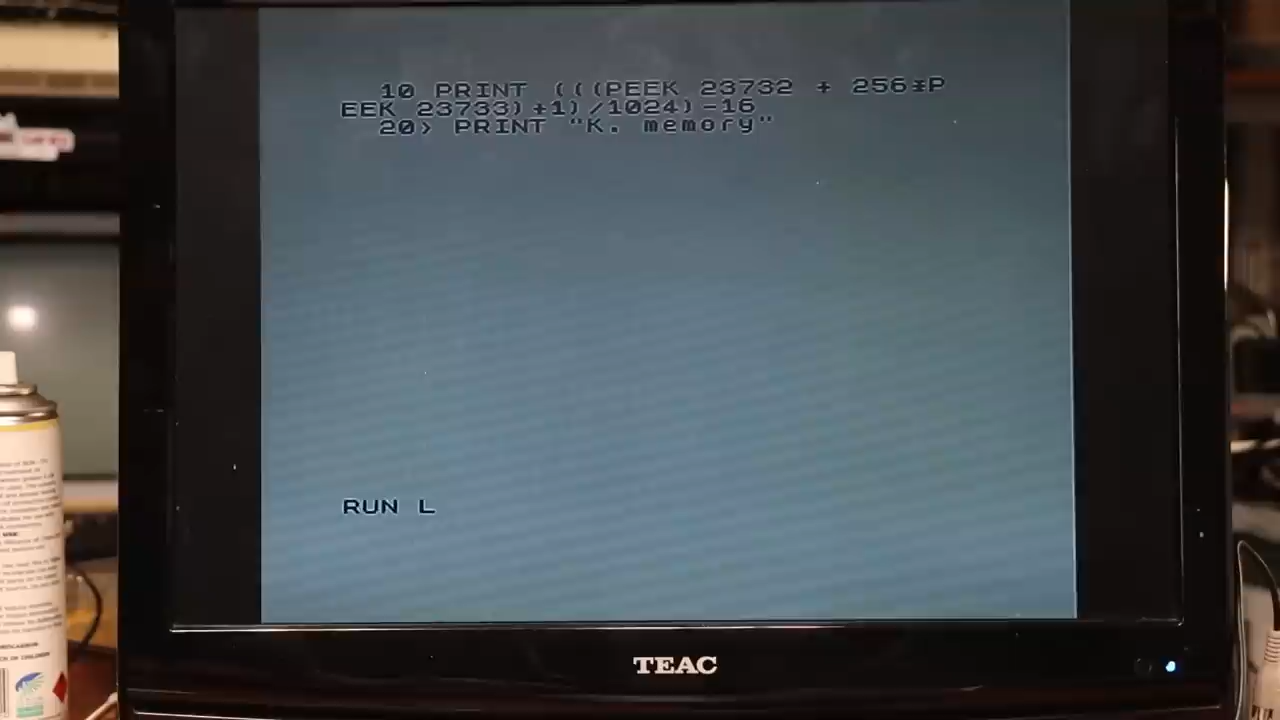 10 PRINT (((PEEK 23732 + 256*P
EEK 23733)+1)/1024)-16
20> PRINT "K. memory"
RUN L
TEAC